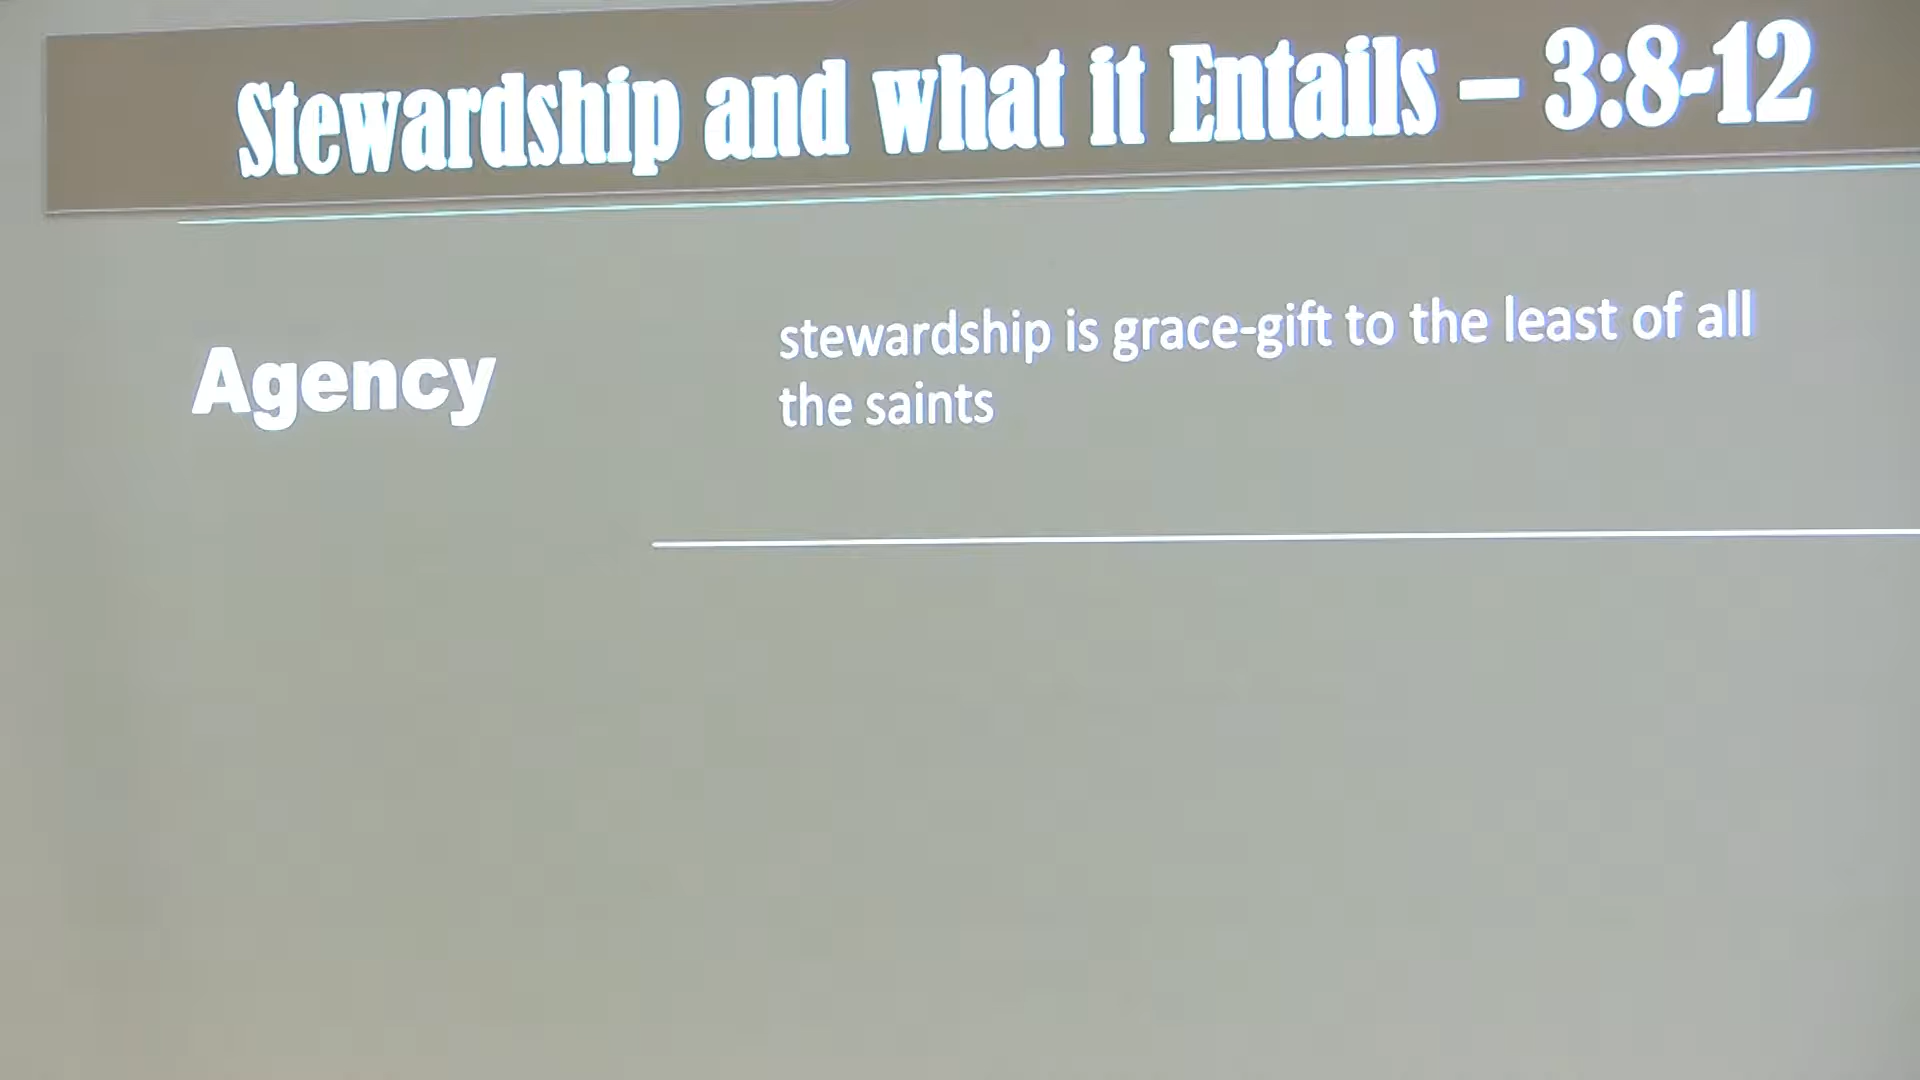 Stewardship and what it Entails – 3:8-12
Agency
stewardship is grace-gift to the least of all
the saints